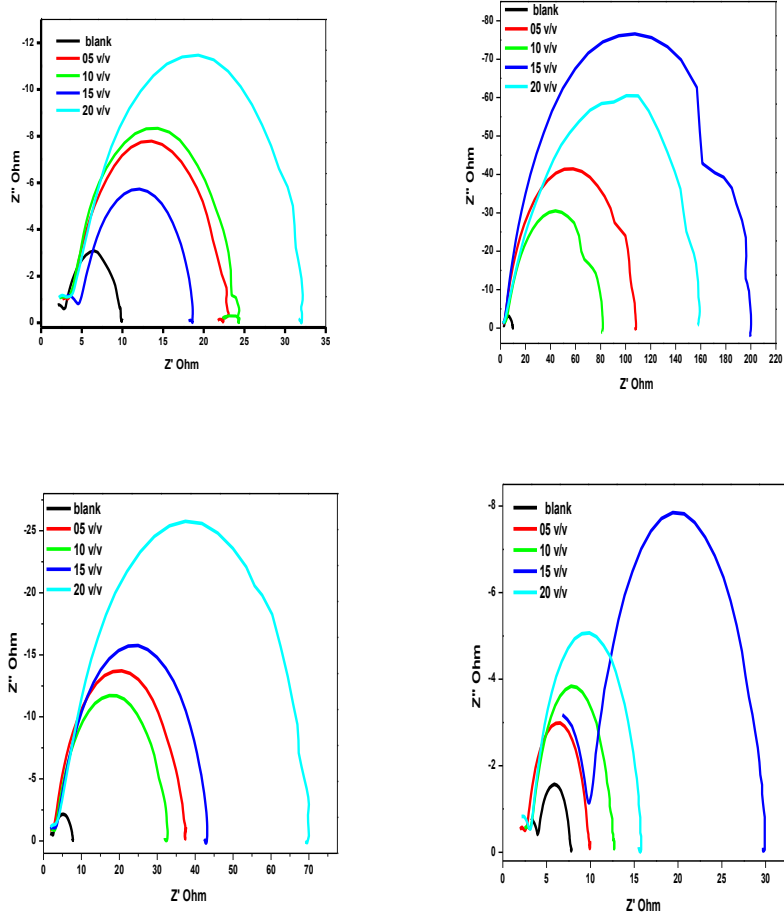 blank
05 v/v
10 v/v
15 v/v
20 v/v
-12
-10
-8
-6
-4
-2
0
Z'' Ohm
0 5 10 15 20 25 30 35
Z' Ohm
blank
05 v/v
10 v/v
15 v/v
20 v/v
-80
-70
-60
-50
-40
-30
-20
-10
0
Z'' Ohm
0 20 40 60 80 100 120 140 160 180 200 220
Z' Ohm
blank
05 v/v
10 v/v
15 v/v
20 v/v
-25
-20
-15
-10
-5
0
Z'' Ohm
0 10 20 30 40 50 60 70
Z' Ohm
blank
05 v/v
10 v/v
15 v/v
20 v/v
-8
-6
-4
-2
0
Z'' Ohm
0 5 10 15 20 25 30
Z' Ohm